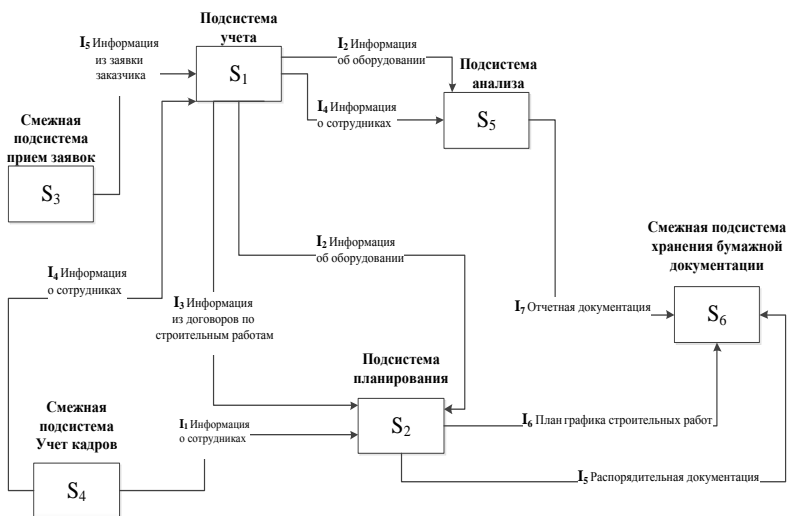 Подсистема
учета
S1
I5 Информация
из заявки
заказчика
I2 Информация
об оборудовании
Подсистема
анализа
S5
I4 Информация
о сотрудниках
Смежная
подсистема
прием заявок
S3
Смежная подсистема
хранения бумажной
документации
S6
I2 Информация
об оборудовании
I4 Информация
о сотрудниках
I3 Информация
из договоров по
строительным работам
I7 Отчетная документация
Подсистема
планирования
S2
Смежная
подсистема
Учет кадров
S4
I1 Информация
о сотрудниках
I6 План графика строительных работ
I5 Распорядительная документация